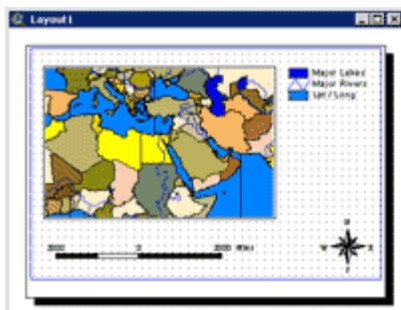 Layout1
Major Lakes
Major Rivers
Lat / Long
2000 0 2000 Miles
N
W
S